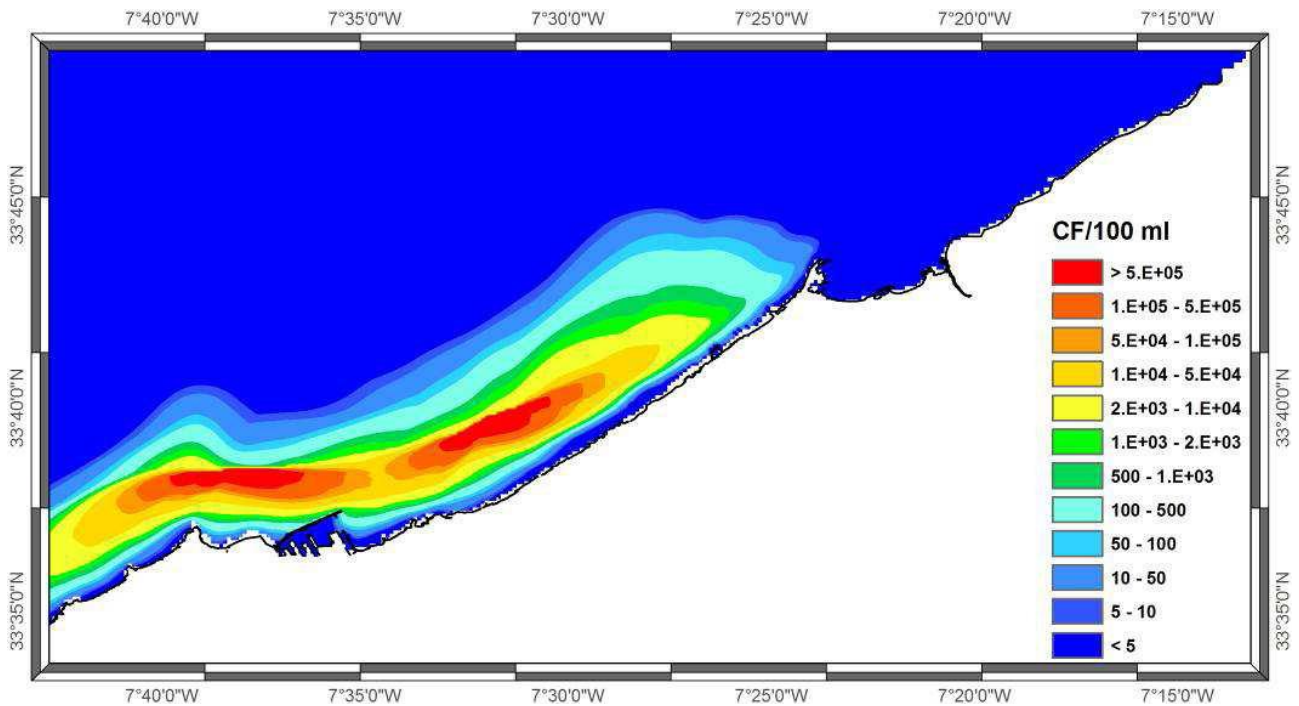 7°40'0"W 7°35'0"W 7°30'0"W 7°25'0"W 7°20'0"W 7°15'0"W
33°45'0"N
33°40'0"N
33°35'0"N
33°45'0"N
33°40'0"N
33°35'0"N
CF/100 ml
> 5.E+05
1.E+05 - 5.E+05
5.E+04 - 1.E+05
1.E+04 - 5.E+04
2.E+03 - 1.E+04
1.E+03 - 2.E+03
500 - 1.E+03
100 - 500
50 - 100
10 - 50
5 - 10
< 5
7°40'0"W 7°35'0"W 7°30'0"W 7°25'0"W 7°20'0"W 7°15'0"W